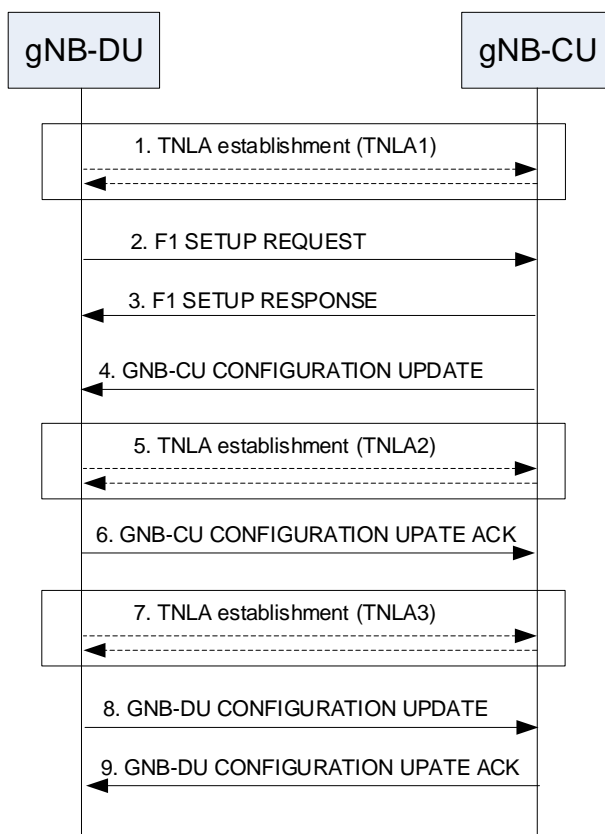 gNB-DU
gNB-CU
1. TNLA establishment (TNLA1)
2. F1 SETUP REQUEST
3. F1 SETUP RESPONSE
4. GNB-CU CONFIGURATION UPDATE
5. TNLA establishment (TNLA2)
6. GNB-CU CONFIGURATION UPATE ACK
7. TNLA establishment (TNLA3)
8. GNB-DU CONFIGURATION UPDATE
9. GNB-DU CONFIGURATION UPATE ACK